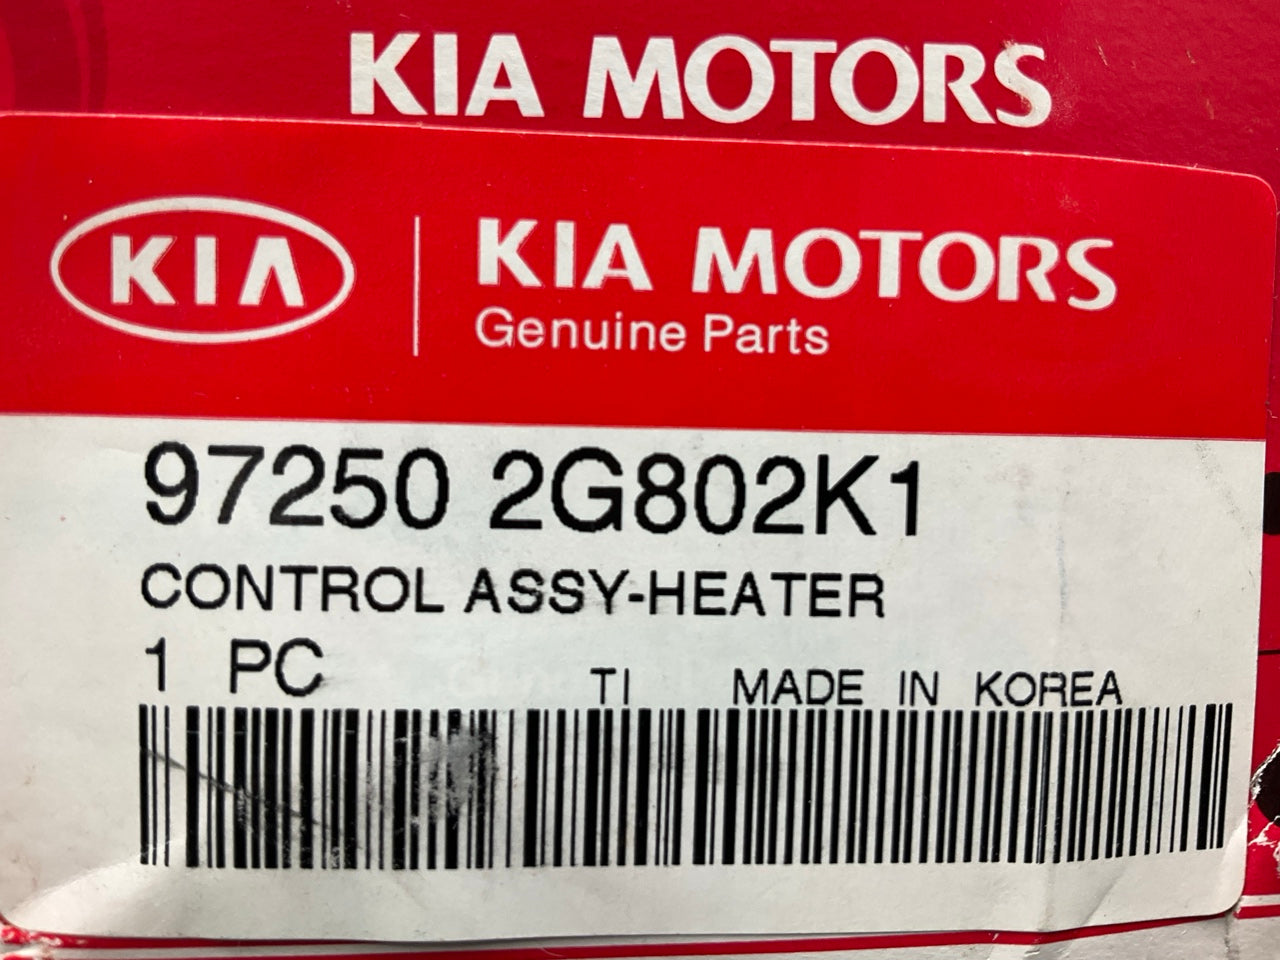 KIA MOTORS
KIA
KIA MOTORS
Genuine Parts
97250 2G802K1
CONTROL ASSY-HEATER
1 PC
TI MADE IN KOREA